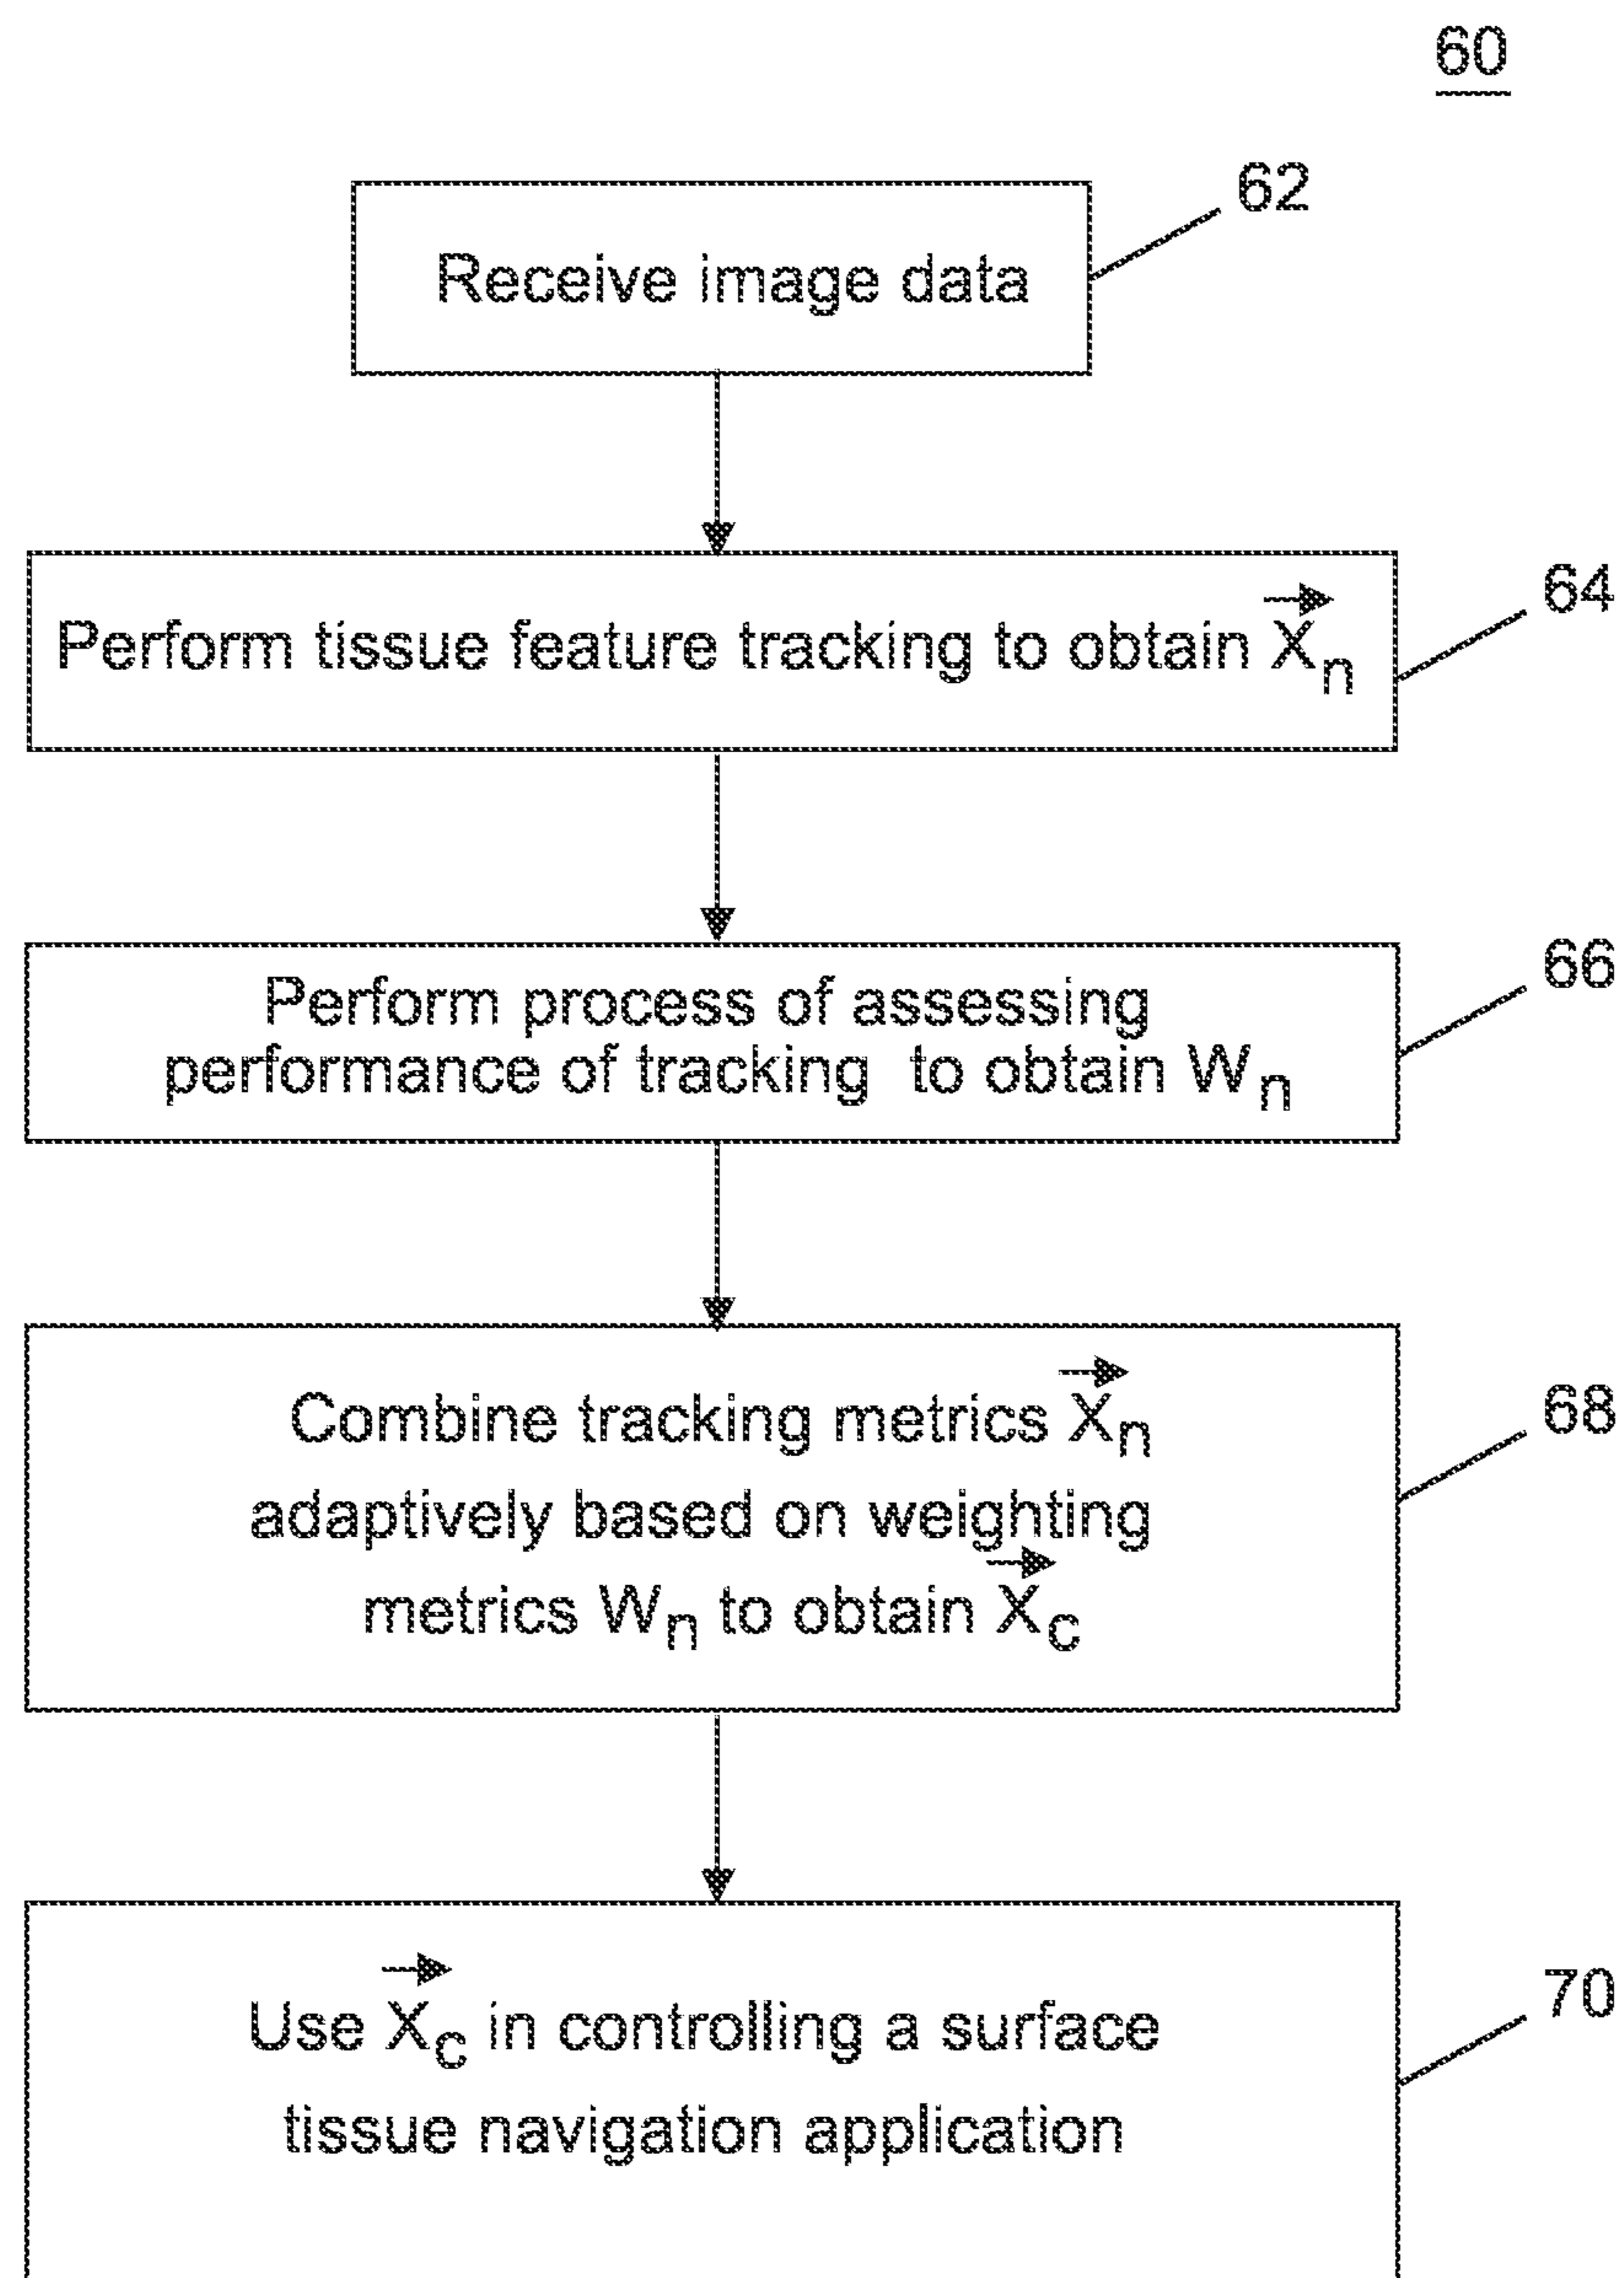 60
62
Receive image data
64
Perform tissue feature tracking to obtain X⃗n
66
Perform process of assessing
performance of tracking to obtain Wn
68
Combine tracking metrics X⃗n
adaptively based on weighting
metrics Wn to obtain X⃗c
70
Use X⃗c in controlling a surface
tissue navigation application